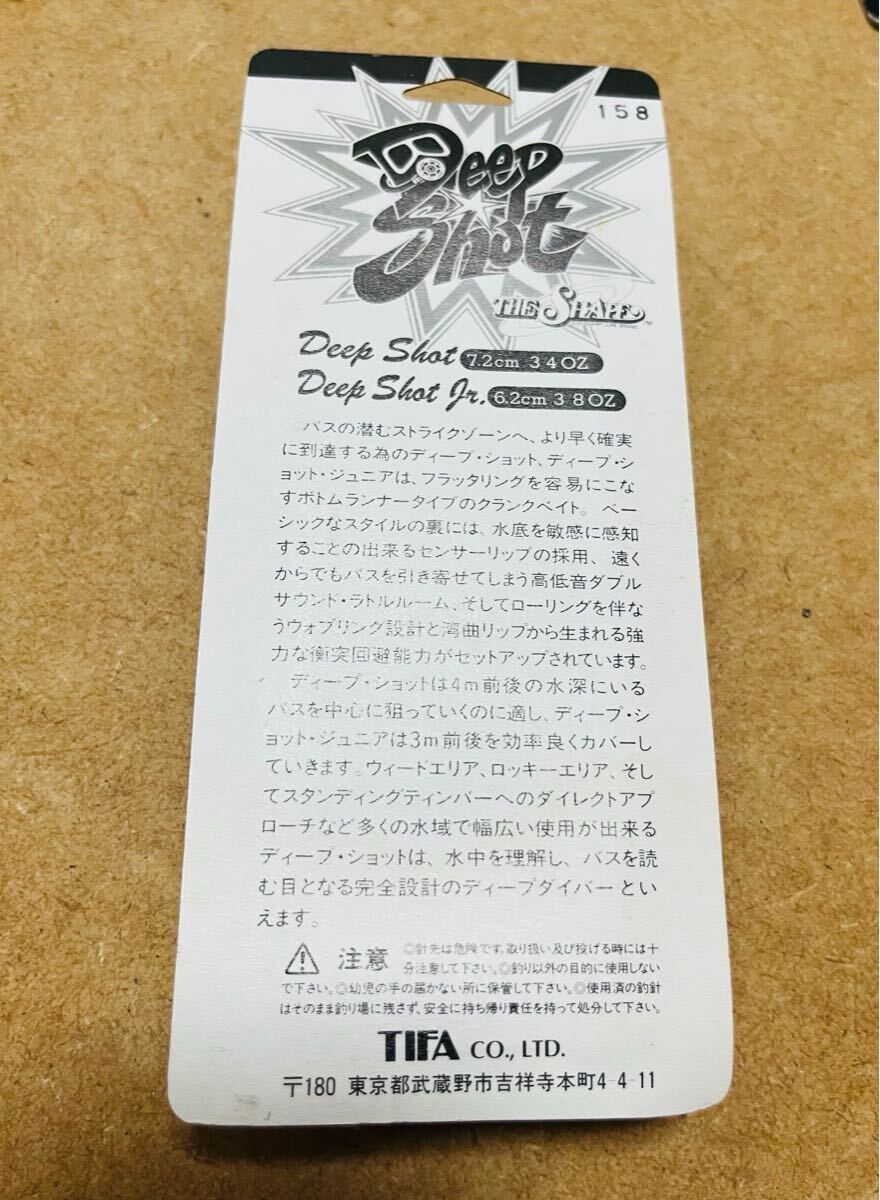 158
Deep
Shot
THE SHAPE
Deep Shot 7.2cm 3 4 OZ
Deep Shot Jr. 6.2cm 3 8 OZ
バスの潜むストライクゾーンへ、より早く確実
に到達する為のディープ・ショット、ディープ・シ
ョット・ジュニアは、フラッタリングを容易にこな
すボトムランナータイプのクランクベイト。ベー
シックなスタイルの裏には、水底を敏感に感知
することの出来るセンサーリップの採用、遠く
からでもバスを引き寄せてしまう高低音ダブル
サウンド・ラトルルーム、そしてローリングを伴な
うウォブリング設計と湾曲リップから生まれる強
力な衝突回避能力がセットアップされています。
ディープ・ショットは4m前後の水深にいる
バスを中心に狙っていくのに適し、ディープ・シ
ョット・ジュニアは3m前後を効率良くカバーし
ていきます。ウィードエリア、ロッキーエリア、そし
てスタンディングティンバーへのダイレクトアプ
ローチなど多くの水域で幅広い使用が出来る
ディープ・ショットは、水中を理解し、バスを読
む目となる完全設計のディープダイバーとい
えます。
注意 ◎針先は危険です。取り扱い及び投げる時には十
分注意して下さい。◎釣り以外の目的に使用しない
で下さい。◎幼児の手の届かない所に保管して下さい。◎使用済の釣針
はそのまま釣り場に残さず、安全に持ち帰り責任を持って処分して下さい。
TIFA CO., LTD.
〒180 東京都武蔵野市吉祥寺本町4-4-11